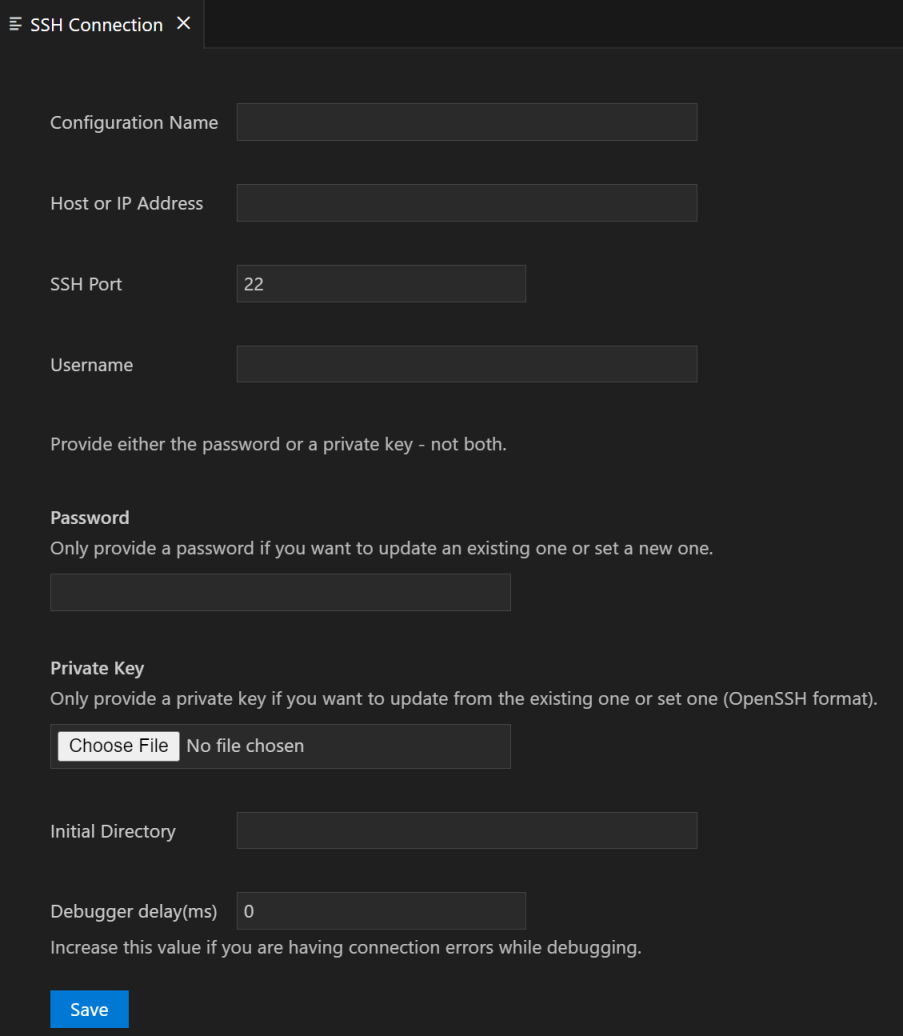 SSH Connection
Configuration Name
Host or IP Address
SSH Port 22
Username
Provide either the password or a private key - not both.
Password
Only provide a password if you want to update an existing one or set a new one.
Private Key
Only provide a private key if you want to update from the existing one or set one (OpenSSH format).
Choose File No file chosen
Initial Directory
Debugger delay(ms) 0
Increase this value if you are having connection errors while debugging.
Save